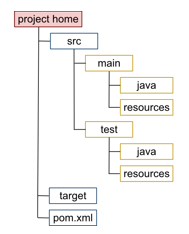 project home
src
main
java
resources
test
java
resources
target
pom.xml